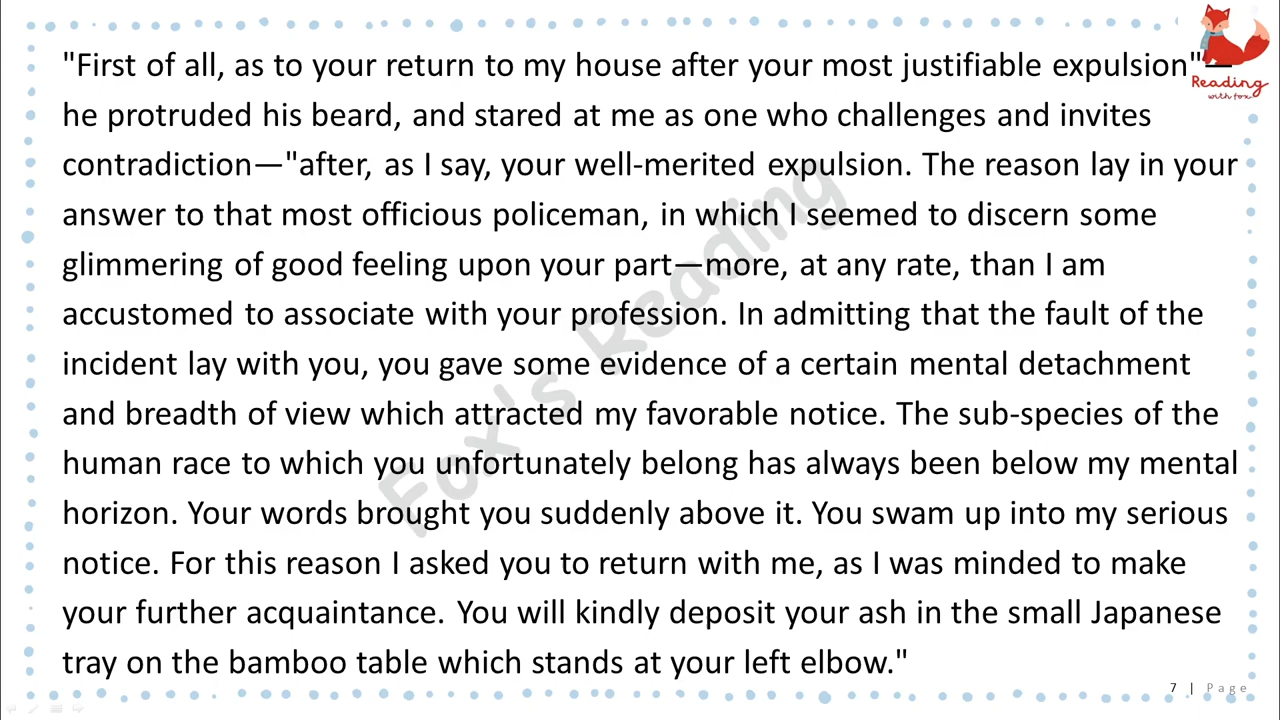 "First of all, as to your return to my house after your most justifiable expulsion"—
he protruded his beard, and stared at me as one who challenges and invites
contradiction—"after, as I say, your well-merited expulsion. The reason lay in your
answer to that most officious policeman, in which I seemed to discern some
glimmering of good feeling upon your part—more, at any rate, than I am
accustomed to associate with your profession. In admitting that the fault of the
incident lay with you, you gave some evidence of a certain mental detachment
and breadth of view which attracted my favorable notice. The sub-species of the
human race to which you unfortunately belong has always been below my mental
horizon. Your words brought you suddenly above it. You swam up into my serious
notice. For this reason I asked you to return with me, as I was minded to make
your further acquaintance. You will kindly deposit your ash in the small Japanese
tray on the bamboo table which stands at your left elbow."
Reading
with fox
Fox's Reading
7 | Page